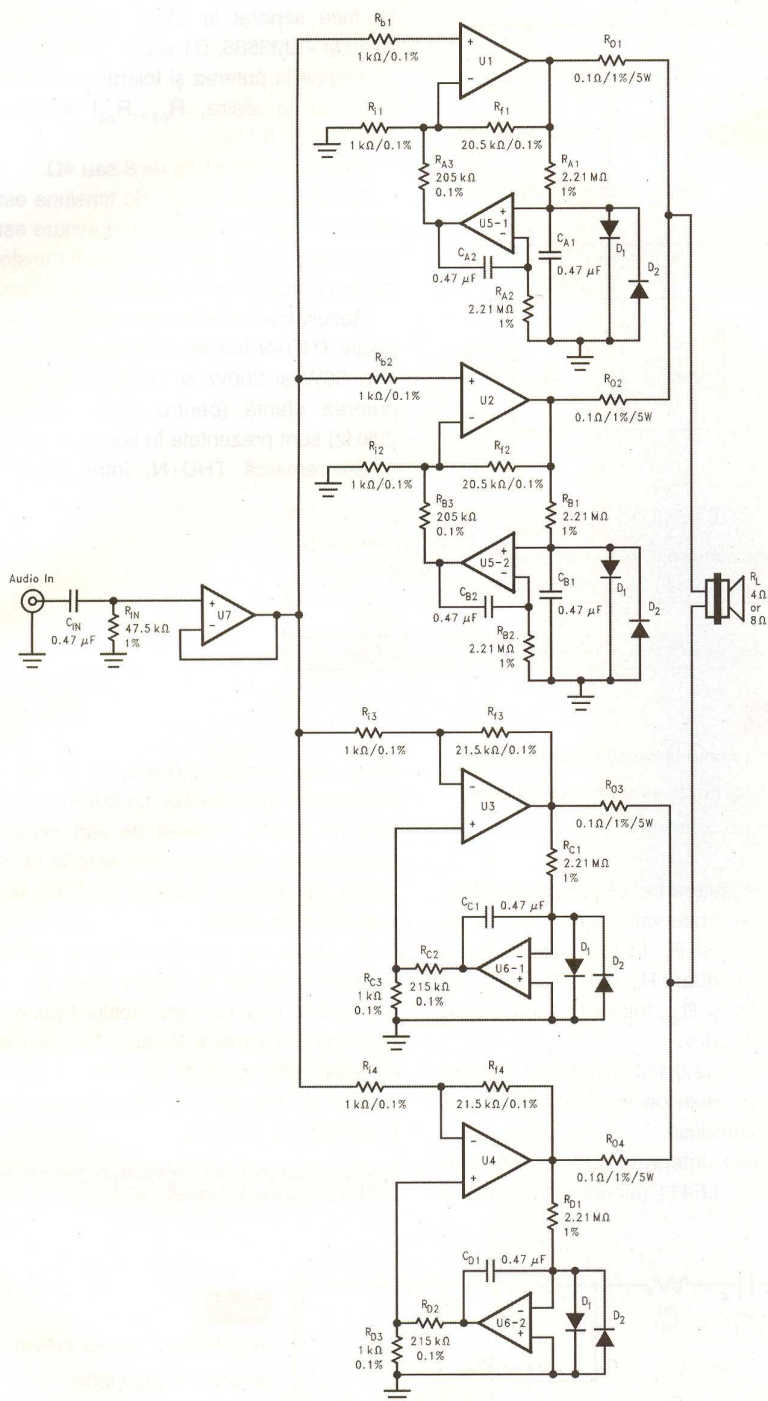 R_b1
1 kΩ/0.1%
+
U1
−
R_O1
0.1Ω/1%/5W
R_i1
1 kΩ/0.1%
R_f1
20.5 kΩ/0.1%
R_A3
205 kΩ
0.1%
R_A1
2.21 MΩ
1%
+
U5-1
−
C_A2
0.47 μF
C_A1
0.47 μF
D_1
D_2
R_A2
2.21 MΩ
1%
R_b2
1 kΩ/0.1%
+
U2
−
R_O2
0.1Ω/1%/5W
R_i2
1 kΩ/0.1%
R_f2
20.5 kΩ/0.1%
R_B3
205 kΩ
0.1%
R_B1
2.21 MΩ
1%
+
U5-2
−
C_B2
0.47 μF
C_B1
0.47 μF
D_1
D_2
R_B2
2.21 MΩ
1%
Audio In
C_IN
0.47 μF
R_IN
47.5 kΩ
1%
+
U7
−
R_L
4Ω
or
8Ω
R_i3
1 kΩ/0.1%
R_f3
21.5 kΩ/0.1%
−
U3
+
R_O3
0.1Ω/1%/5W
R_C1
2.21 MΩ
1%
C_C1
0.47 μF
R_C2
215 kΩ
0.1%
−
U6-1
+
D_1
D_2
R_C3
1 kΩ
0.1%
R_i4
1 kΩ/0.1%
R_f4
21.5 kΩ/0.1%
−
U4
+
R_O4
0.1Ω/1%/5W
R_D1
2.21 MΩ
1%
C_D1
0.47 μF
R_D2
215 kΩ
0.1%
−
U6-2
+
D_1
D_2
R_D3
1 kΩ
0.1%